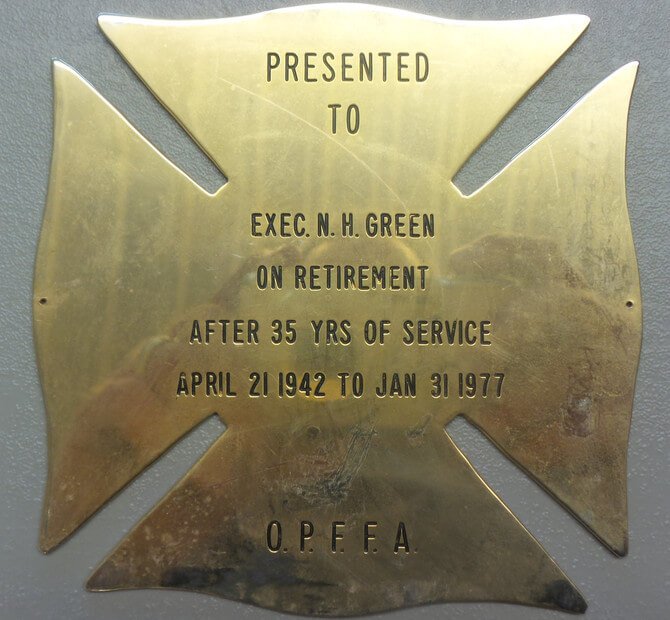 PRESENTED
TO
EXEC. N. H. GREEN
ON RETIREMENT
AFTER 35 YRS OF SERVICE
APRIL 21 1942 TO JAN 31 1977
O. P. F. F. A.